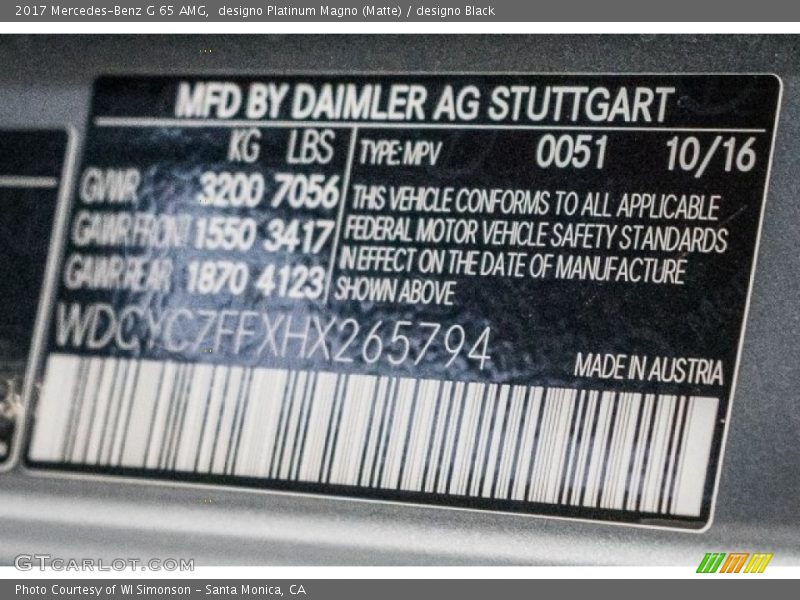 2017 Mercedes-Benz G 65 AMG,  designo Platinum Magno (Matte) / designo Black
MFD BY DAIMLER AG STUTTGART
KG LBS
TYPE: MPV 0051 10/16
GVWR 3200 7056
GAWR FRONT 1550 3417
GAWR REAR 1870 4123
THIS VEHICLE CONFORMS TO ALL APPLICABLE
FEDERAL MOTOR VEHICLE SAFETY STANDARDS
IN EFFECT ON THE DATE OF MANUFACTURE
SHOWN ABOVE
WDCYC7FFXHX265794
MADE IN AUSTRIA
GTCARLOT.COM
Photo Courtesy of WI Simonson - Santa Monica, CA